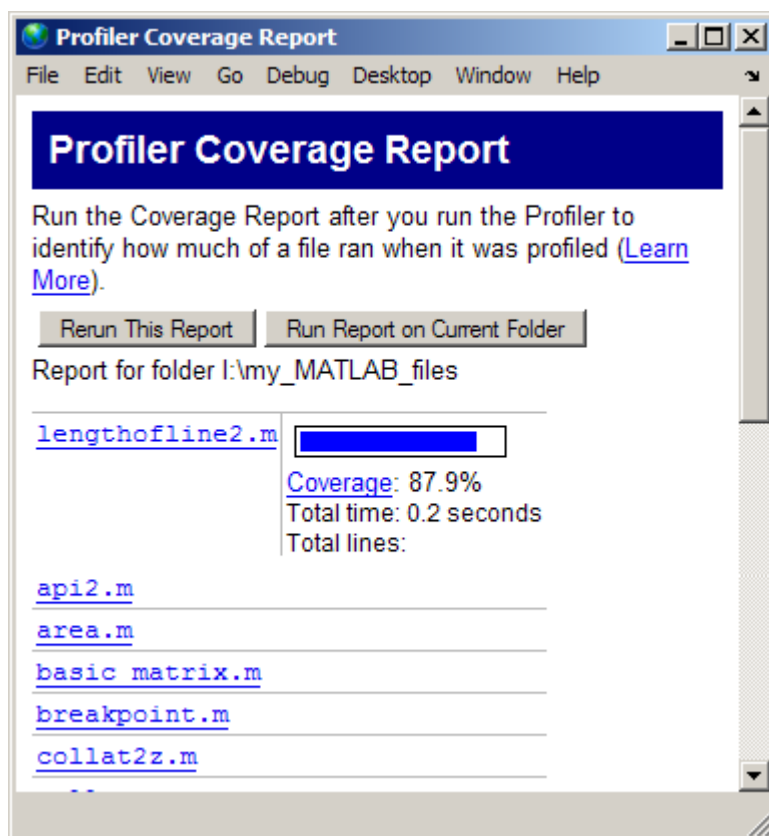 Profiler Coverage Report
File Edit View Go Debug Desktop Window Help
Profiler Coverage Report
Run the Coverage Report after you run the Profiler to
identify how much of a file ran when it was profiled (Learn
More).
Rerun This Report Run Report on Current Folder
Report for folder I:\my_MATLAB_files
lengthofline2.m
Coverage: 87.9%
Total time: 0.2 seconds
Total lines:
api2.m
area.m
basic_matrix.m
breakpoint.m
collat2z.m